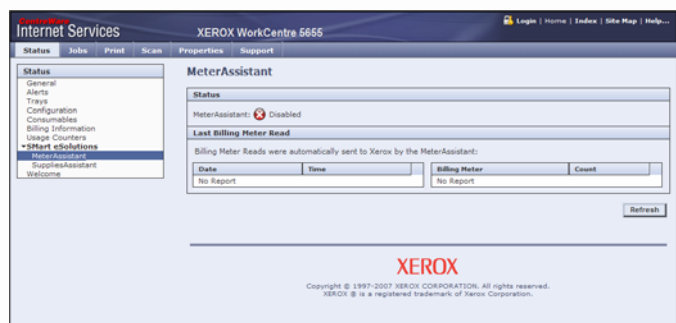 CentreWare
Internet Services
XEROX WorkCentre 5655
Login | Home | Index | Site Map | Help...
Status Jobs Print Scan Properties Support
Status
General
Alerts
Trays
Configuration
Consumables
Billing Information
Usage Counters
SMart eSolutions
MeterAssistant
SuppliesAssistant
Welcome
MeterAssistant
Status
MeterAssistant: Disabled
Last Billing Meter Read
Billing Meter Reads were automatically sent to Xerox by the MeterAssistant:
Date Time
No Report
Billing Meter Count
No Report
Refresh
XEROX
Copyright © 1997-2007 XEROX CORPORATION. All rights reserved.
XEROX ® is a registered trademark of Xerox Corporation.